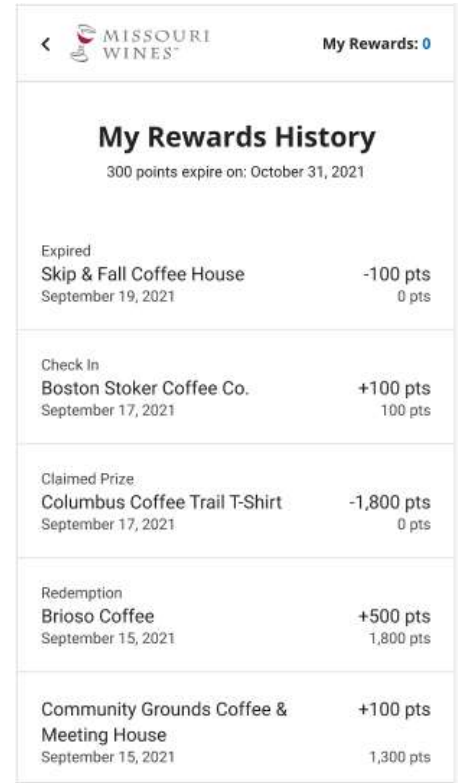 MISSOURI
WINES™
My Rewards: 0
My Rewards History
300 points expire on: October 31, 2021
Expired
Skip & Fall Coffee House -100 pts
September 19, 2021 0 pts
Check In
Boston Stoker Coffee Co. +100 pts
September 17, 2021 100 pts
Claimed Prize
Columbus Coffee Trail T-Shirt -1,800 pts
September 17, 2021 0 pts
Redemption
Brioso Coffee +500 pts
September 15, 2021 1,800 pts
Community Grounds Coffee & +100 pts
Meeting House
September 15, 2021 1,300 pts